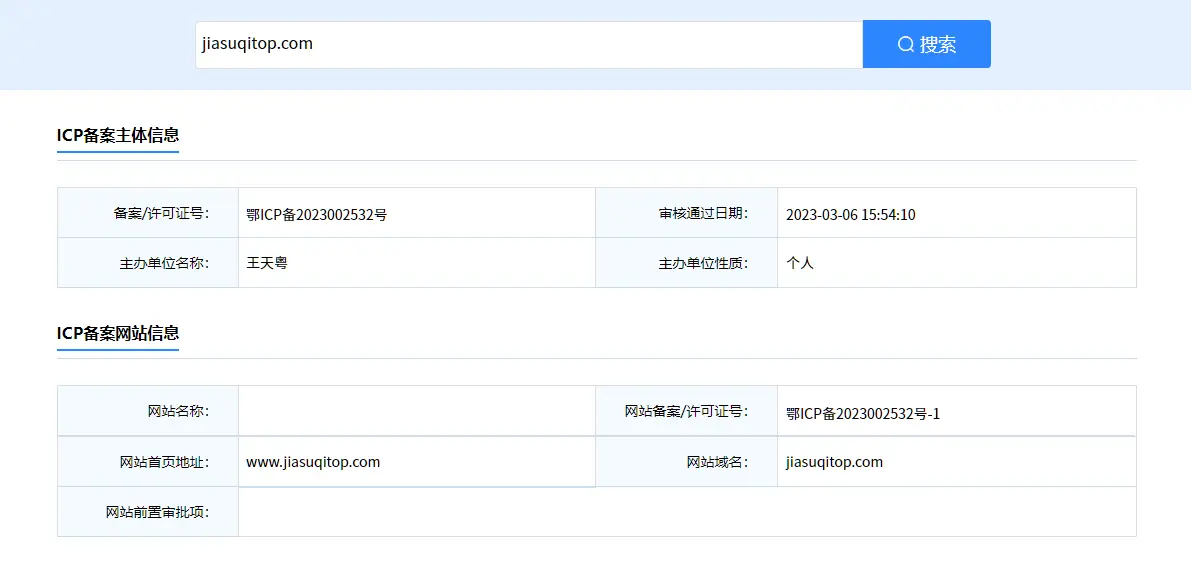 jiasuqitop.com 搜索
ICP备案主体信息
备案/许可证号： 鄂ICP备2023002532号 审核通过日期： 2023-03-06 15:54:10
主办单位名称： 王天粤 主办单位性质： 个人
ICP备案网站信息
网站名称： 网站备案/许可证号： 鄂ICP备2023002532号-1
网站首页地址： www.jiasuqitop.com 网站域名： jiasuqitop.com
网站前置审批项：